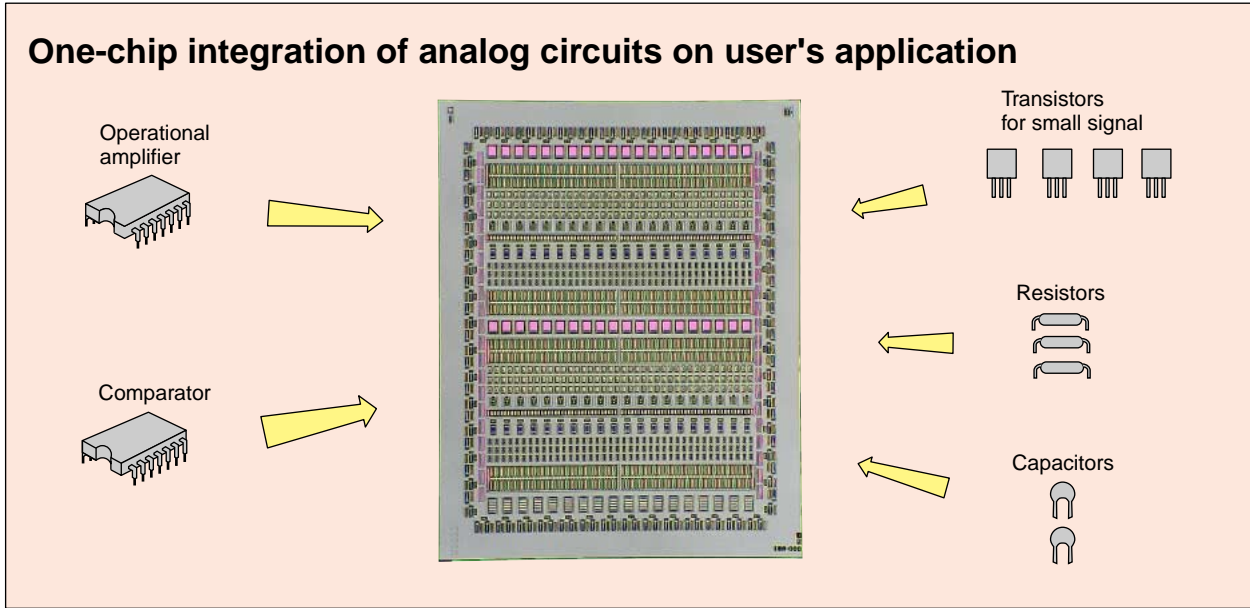 One-chip integration of analog circuits on user's application
Operational
amplifier
Transistors
for small signal
Resistors
Comparator
Capacitors